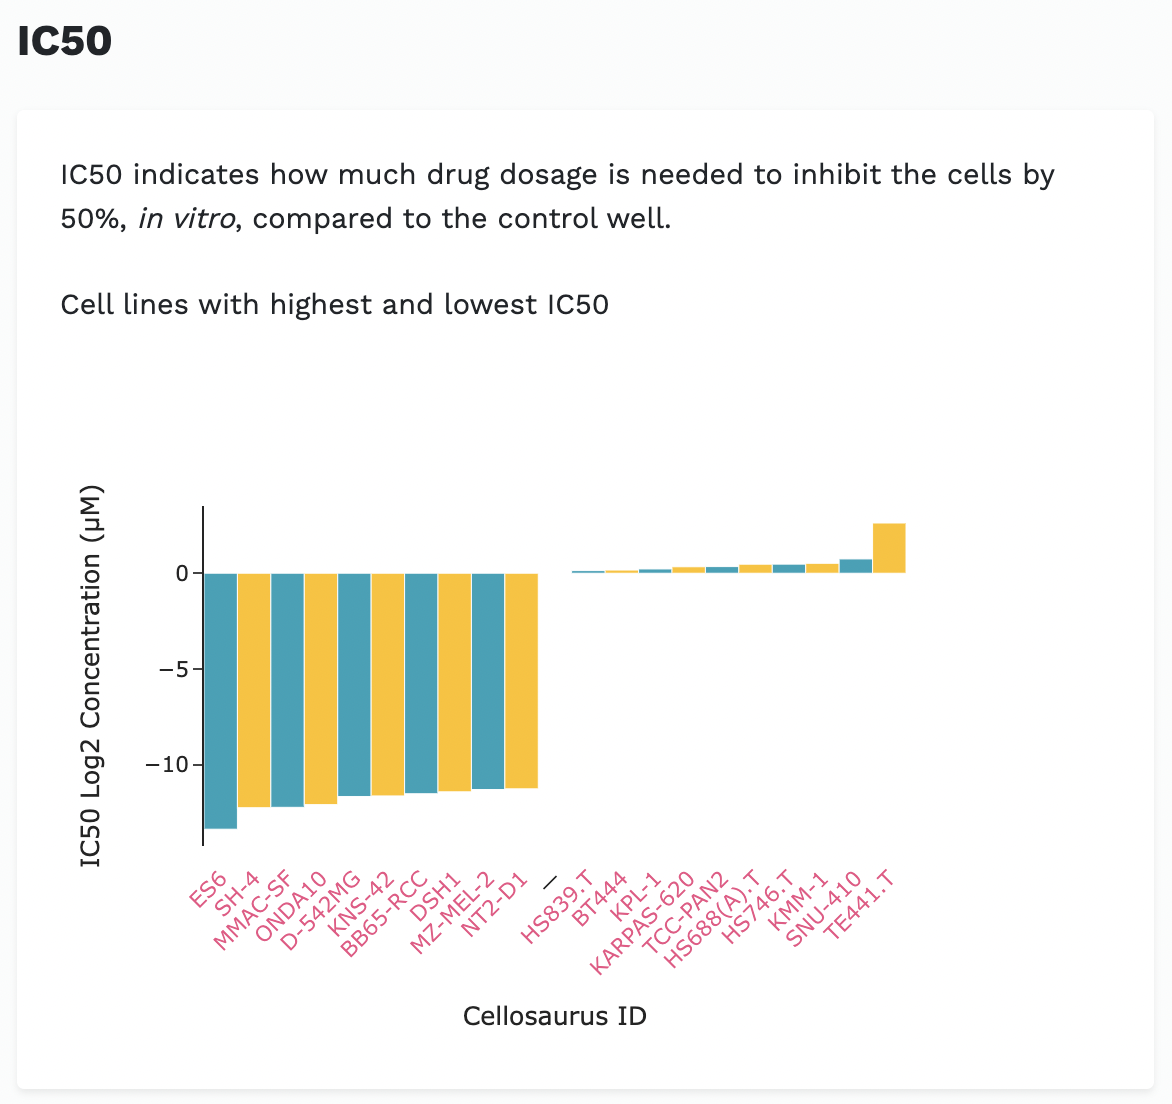 IC50
IC50 indicates how much drug dosage is needed to inhibit the cells by
50%, in vitro, compared to the control well.
Cell lines with highest and lowest IC50
IC50 Log2 Concentration (μM)
0
−5
−10
ES6
SH-4
MMAC-SF
ONDA10
D-542MG
KNS-42
BB65-RCC
DSH1
MZ-MEL-2
NT2-D1
/
HS839.T
BT444
KPL-1
KARPAS-620
TCC-PAN2
HS688(A).T
HS746.T
KMM-1
SNU-410
TE441.T
Cellosaurus ID